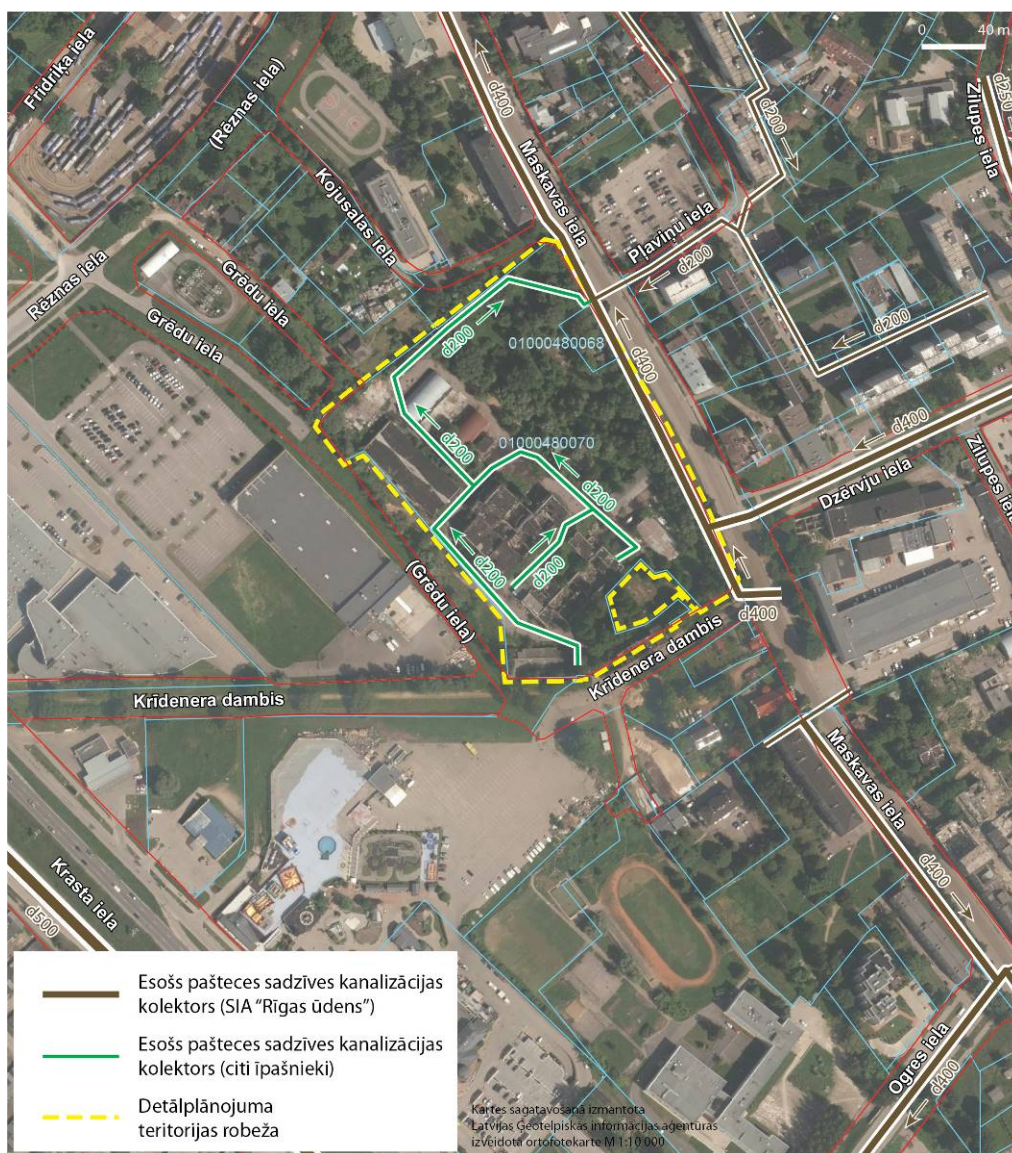 Fridriķa iela
(Rēznas iela)
d400
0 40 m
d200
d250
Zilupes iela
Maskavas iela
Kojusalas iela
Pļaviņu iela
d200
Rēznas iela
Grēdu iela
Grēdu iela
d200
01000480068
d400
d200
d400
01000480070
d200
d200
Dzērvju iela
Zilupes iela
d200
d200
(Grēdu iela)
d400
Krīdenera dambis
Krīdenera dambis
Maskavas iela
Krasta iela
d500
d400
Ogres iela
d400
Esošs pašteces sadzīves kanalizācijas
kolektors (SIA "Rīgas ūdens")
Esošs pašteces sadzīves kanalizācijas
kolektors (citi īpašnieki)
Detālplānojuma
teritorijas robeža
Kartes sagatavošanā izmantota
Latvijas Ģeotelpiskās informācijas aģentūras
izveidotā ortofotokarte M 1:10 000